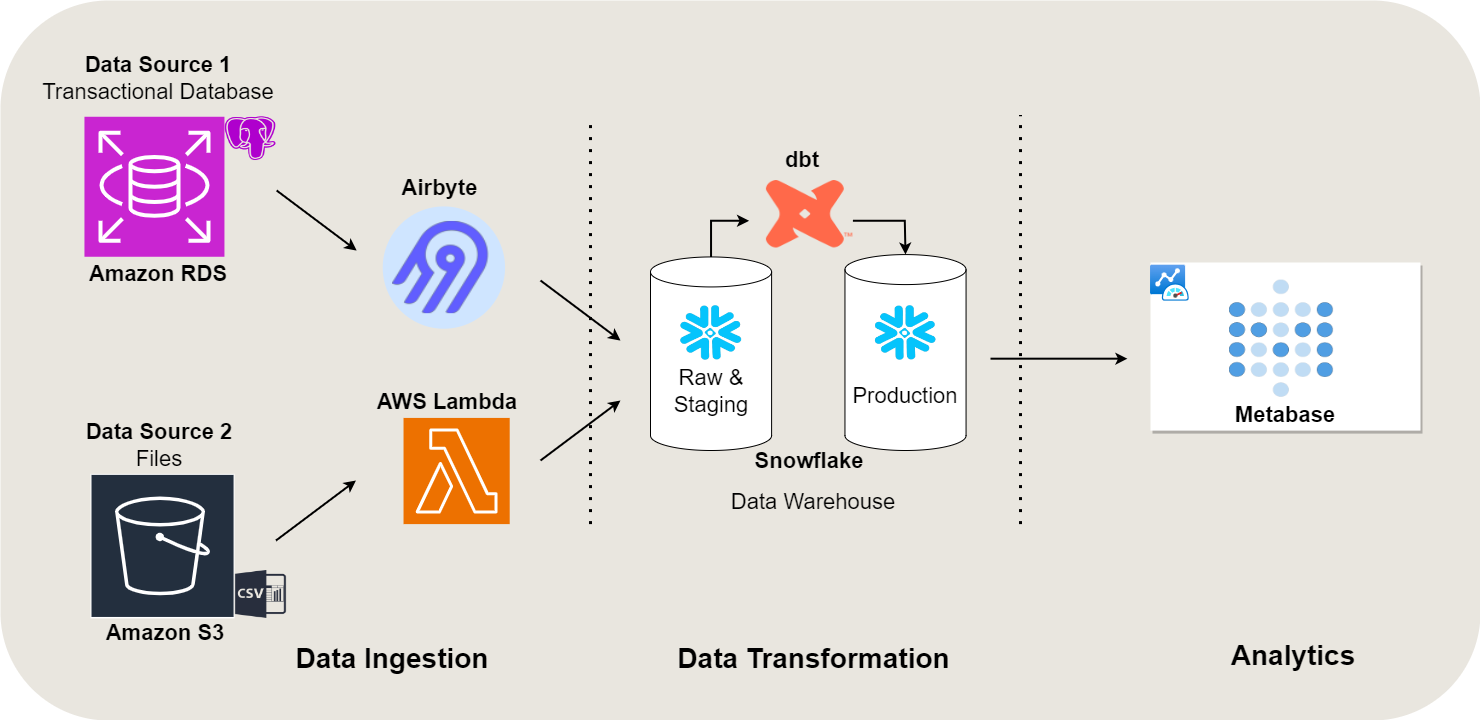 Data Source 1
Transactional Database
Amazon RDS
Airbyte
Data Source 2
Files
CSV
Amazon S3
AWS Lambda
Data Ingestion
dbt
TM
Raw &
Staging
Production
Snowflake
Data Warehouse
Data Transformation
Metabase
Analytics